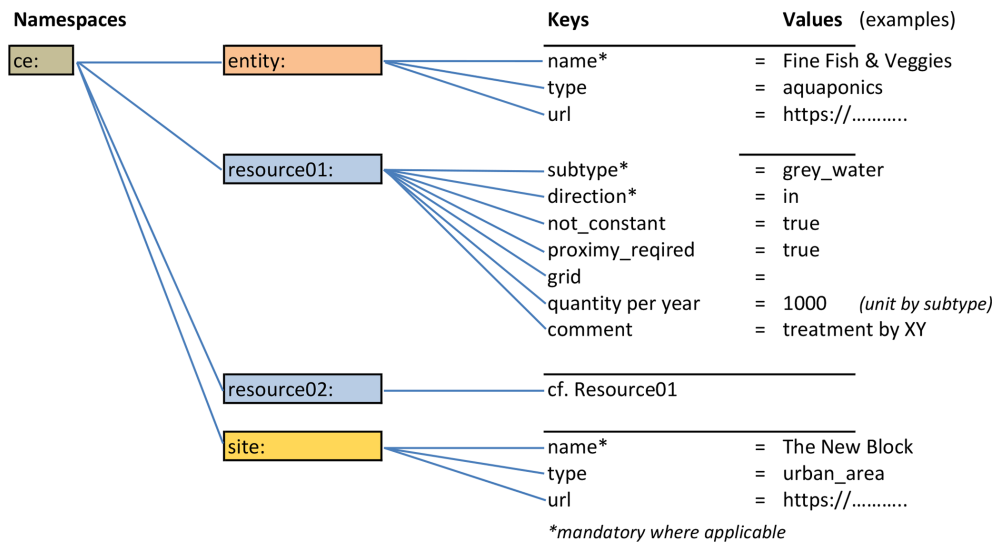 Namespaces Keys Values (examples)
ce: entity: name* = Fine Fish & Veggies
type = aquaponics
url = https://...........
resource01: subtype* = grey_water
direction* = in
not_constant = true
proximy_reqired = true
grid =
quantity per year = 1000 (unit by subtype)
comment = treatment by XY
resource02: cf. Resource01
site: name* = The New Block
type = urban_area
url = https://...........
*mandatory where applicable